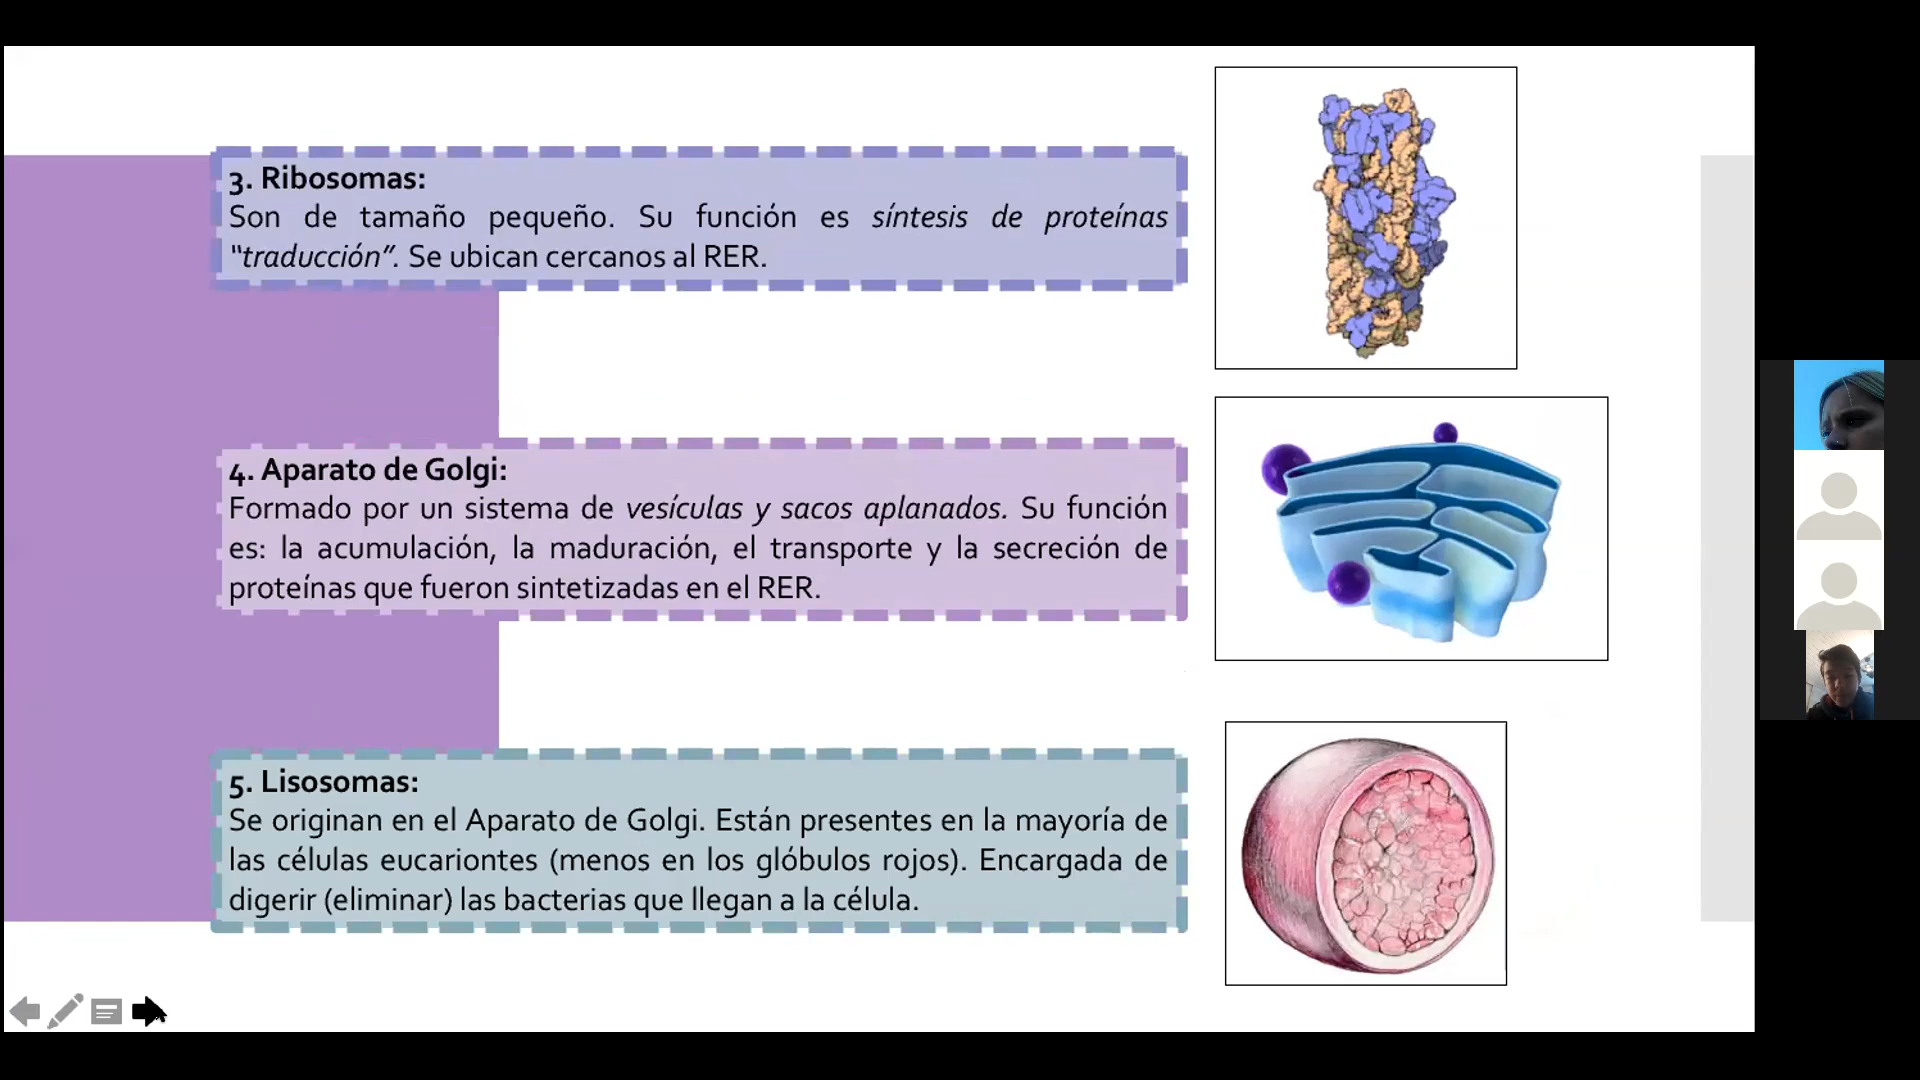 3. Ribosomas:
Son de tamaño pequeño. Su función es síntesis de proteínas
“traducción”. Se ubican cercanos al RER.
4. Aparato de Golgi:
Formado por un sistema de vesículas y sacos aplanados. Su función
es: la acumulación, la maduración, el transporte y la secreción de
proteínas que fueron sintetizadas en el RER.
5. Lisosomas:
Se originan en el Aparato de Golgi. Están presentes en la mayoría de
las células eucariontes (menos en los glóbulos rojos). Encargada de
digerir (eliminar) las bacterias que llegan a la célula.